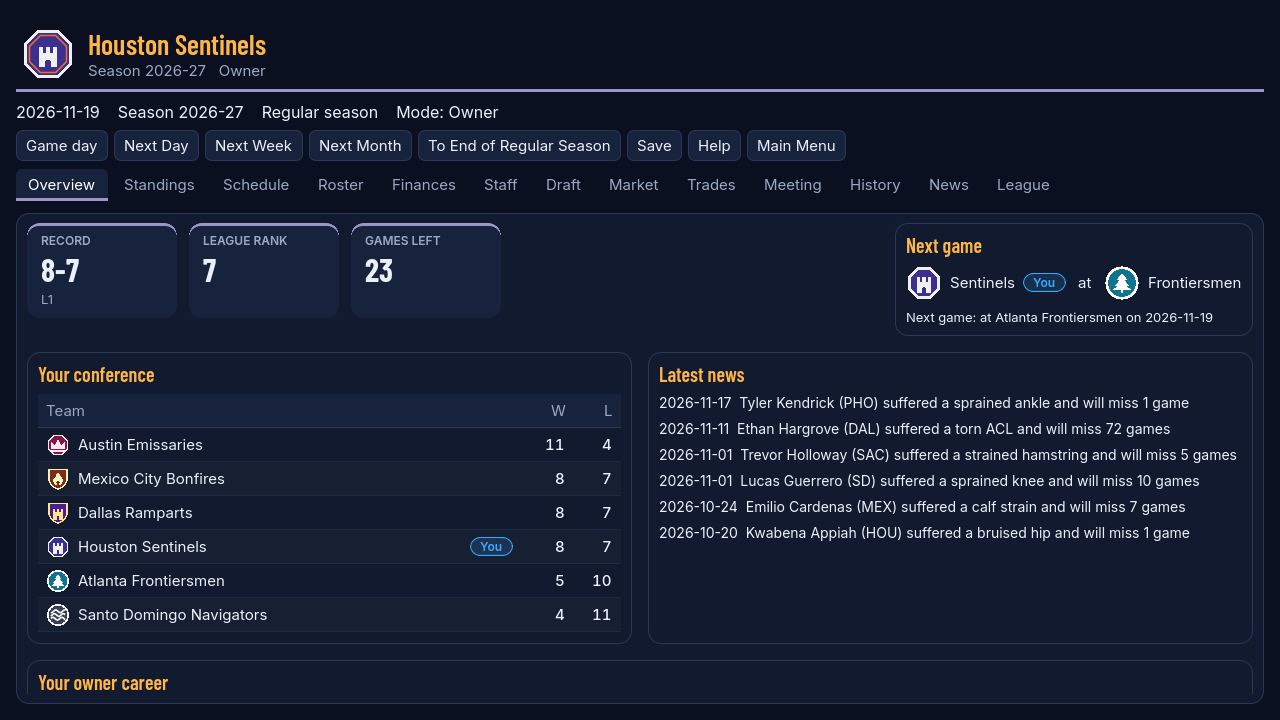 Houston Sentinels
Season 2026-27 Owner
2026-11-19 Season 2026-27 Regular season Mode: Owner
Game day Next Day Next Week Next Month To End of Regular Season Save Help Main Menu
Overview Standings Schedule Roster Finances Staff Draft Market Trades Meeting History News League
RECORD
8-7
L1
LEAGUE RANK
7
GAMES LEFT
23
Next game
Sentinels You at Frontiersmen
Next game: at Atlanta Frontiersmen on 2026-11-19
Your conference
Team W L
Austin Emissaries 11 4
Mexico City Bonfires 8 7
Dallas Ramparts 8 7
Houston Sentinels You 8 7
Atlanta Frontiersmen 5 10
Santo Domingo Navigators 4 11
Latest news
2026-11-17 Tyler Kendrick (PHO) suffered a sprained ankle and will miss 1 game
2026-11-11 Ethan Hargrove (DAL) suffered a torn ACL and will miss 72 games
2026-11-01 Trevor Holloway (SAC) suffered a strained hamstring and will miss 5 games
2026-11-01 Lucas Guerrero (SD) suffered a sprained knee and will miss 10 games
2026-10-24 Emilio Cardenas (MEX) suffered a calf strain and will miss 7 games
2026-10-20 Kwabena Appiah (HOU) suffered a bruised hip and will miss 1 game
Your owner career